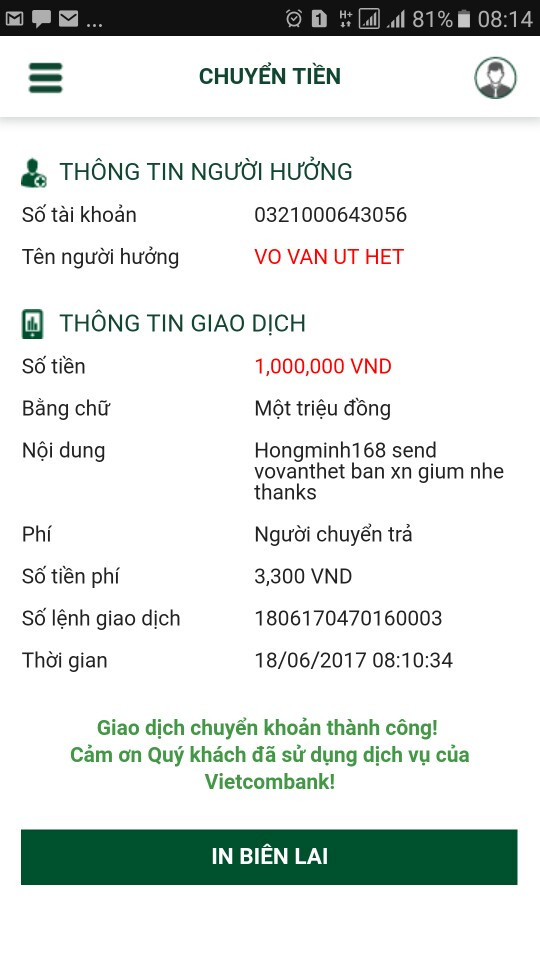 ... 1 H+ 81% 08:14
CHUYỂN TIỀN
THÔNG TIN NGƯỜI HƯỞNG
Số tài khoản 0321000643056
Tên người hưởng VO VAN UT HET
THÔNG TIN GIAO DỊCH
Số tiền 1,000,000 VND
Bằng chữ Một triệu đồng
Nội dung Hongminh168 send
vovanthet ban xn gium nhe
thanks
Phí Người chuyển trả
Số tiền phí 3,300 VND
Số lệnh giao dịch 1806170470160003
Thời gian 18/06/2017 08:10:34
Giao dịch chuyển khoản thành công!
Cảm ơn Quý khách đã sử dụng dịch vụ của
Vietcombank!
IN BIÊN LAI